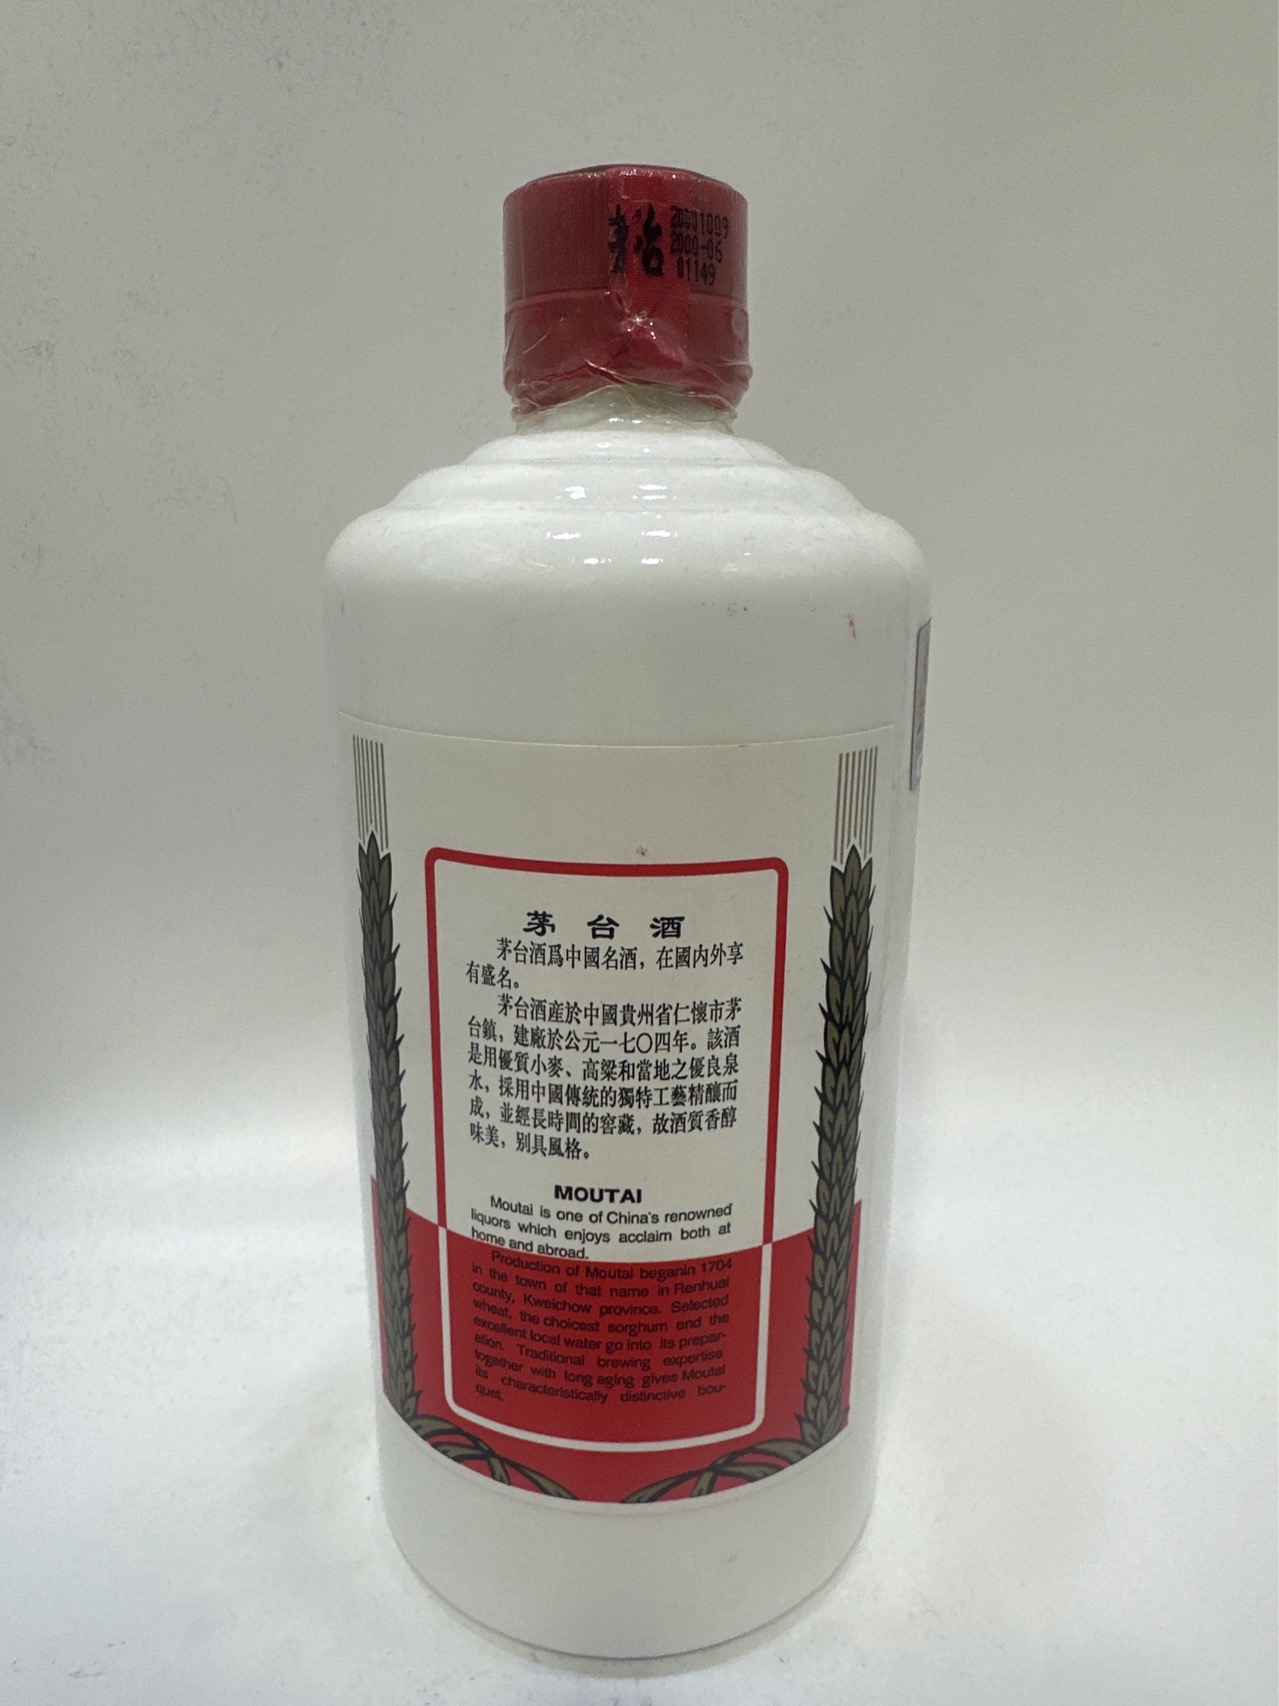 茅台
20001009
2000-06
01149
茅台酒
茅台酒爲中國名酒，在國内外享
有盛名。
茅台酒産於中國貴州省仁懷市茅
台鎮，建廠於公元一七〇四年。該酒
是用優質小麥、高粱和當地之優良泉
水，採用中國傳統的獨特工藝精釀而
成，並經長時間的窖藏，故酒質香醇
味美，别具風格。
MOUTAI
Moutai is one of China's renowned
liquors which enjoys acclaim both at
home and abroad.
Production of Moutai beganin 1704
in the town of that name in Renhuai
county, Kweichow province. Selected
wheat, the choicest sorghum and the
excellent local water go into its prepar-
ation. Traditional brewing expertise
together with long aging gives Moutai
its characteristically distinctive bou-
quet.